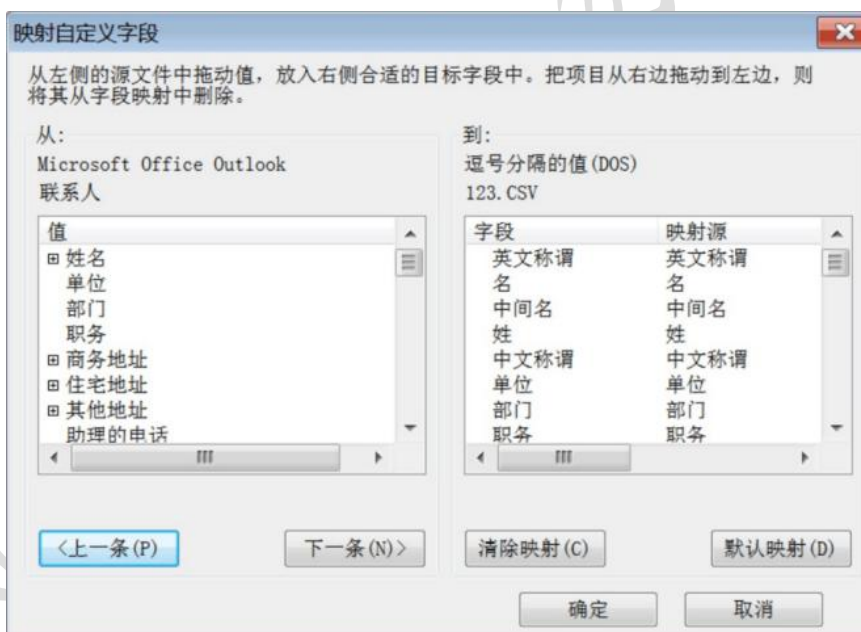 映射自定义字段
从左侧的源文件中拖动值，放入右侧合适的目标字段中。把项目从右边拖动到左边，则
将其从字段映射中删除。
从:
Microsoft Office Outlook
联系人
值
姓名
单位
部门
职务
商务地址
住宅地址
其他地址
助理的电话
<上一条(P)
下一条(N)>
到:
逗号分隔的值(DOS)
123.CSV
字段 映射源
英文称谓 英文称谓
名 名
中间名 中间名
姓 姓
中文称谓 中文称谓
单位 单位
部门 部门
职务 职务
清除映射(C)
默认映射(D)
确定
取消